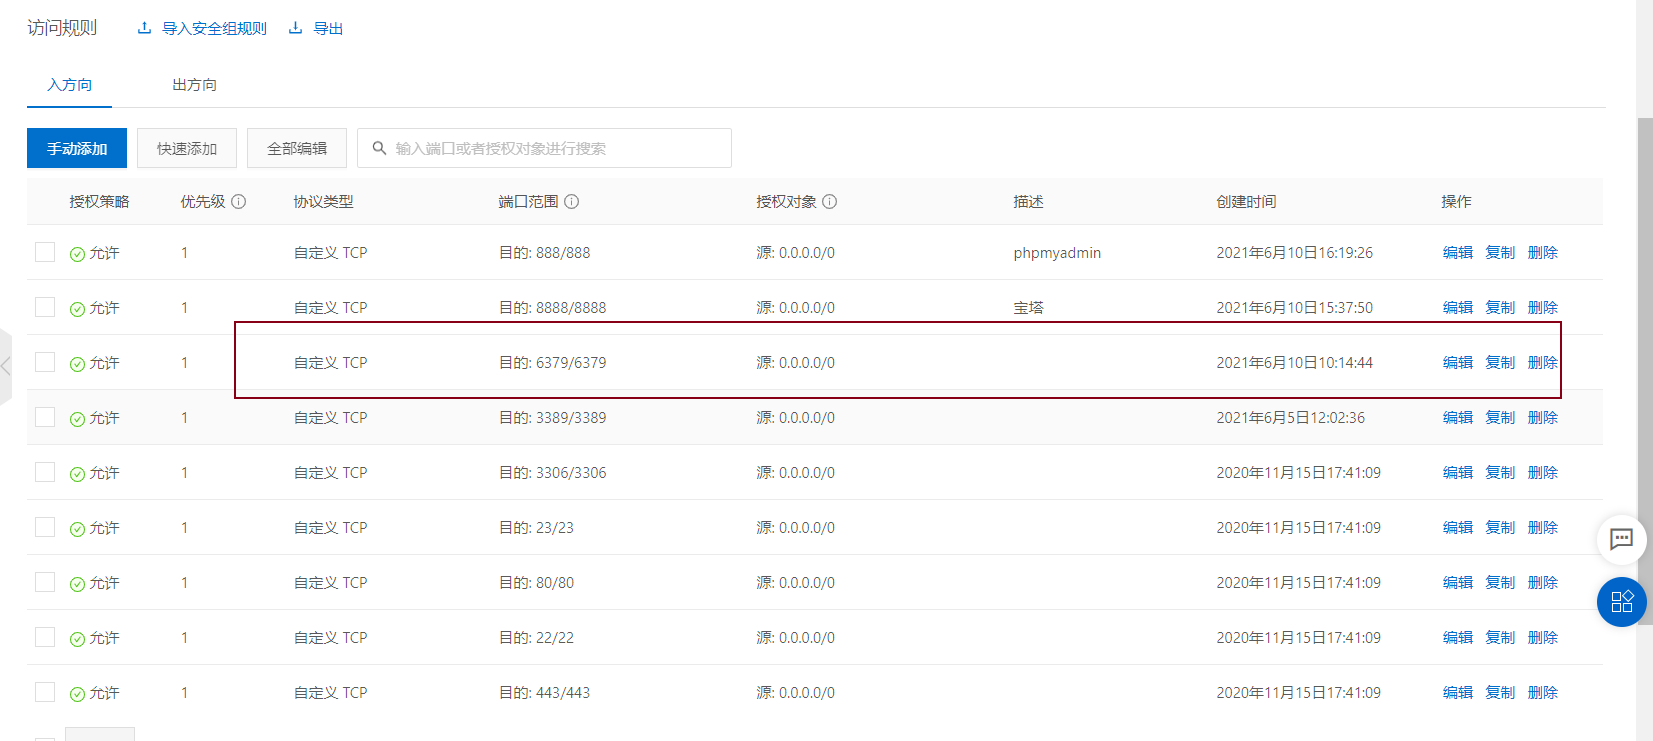 访问规则 导入安全组规则 导出
入方向 出方向
手动添加 快速添加 全部编辑 输入端口或者授权对象进行搜索
授权策略 优先级 协议类型 端口范围 授权对象 描述 创建时间 操作
允许 1 自定义 TCP 目的: 888/888 源: 0.0.0.0/0 phpmyadmin 2021年6月10日16:19:26 编辑 复制 删除
允许 1 自定义 TCP 目的: 8888/8888 源: 0.0.0.0/0 宝塔 2021年6月10日15:37:50 编辑 复制 删除
允许 1 自定义 TCP 目的: 6379/6379 源: 0.0.0.0/0 2021年6月10日10:14:44 编辑 复制 删除
允许 1 自定义 TCP 目的: 3389/3389 源: 0.0.0.0/0 2021年6月5日12:02:36 编辑 复制 删除
允许 1 自定义 TCP 目的: 3306/3306 源: 0.0.0.0/0 2020年11月15日17:41:09 编辑 复制 删除
允许 1 自定义 TCP 目的: 23/23 源: 0.0.0.0/0 2020年11月15日17:41:09 编辑 复制 删除
允许 1 自定义 TCP 目的: 80/80 源: 0.0.0.0/0 2020年11月15日17:41:09 编辑 复制 删除
允许 1 自定义 TCP 目的: 22/22 源: 0.0.0.0/0 2020年11月15日17:41:09 编辑 复制 删除
允许 1 自定义 TCP 目的: 443/443 源: 0.0.0.0/0 2020年11月15日17:41:09 编辑 复制 删除